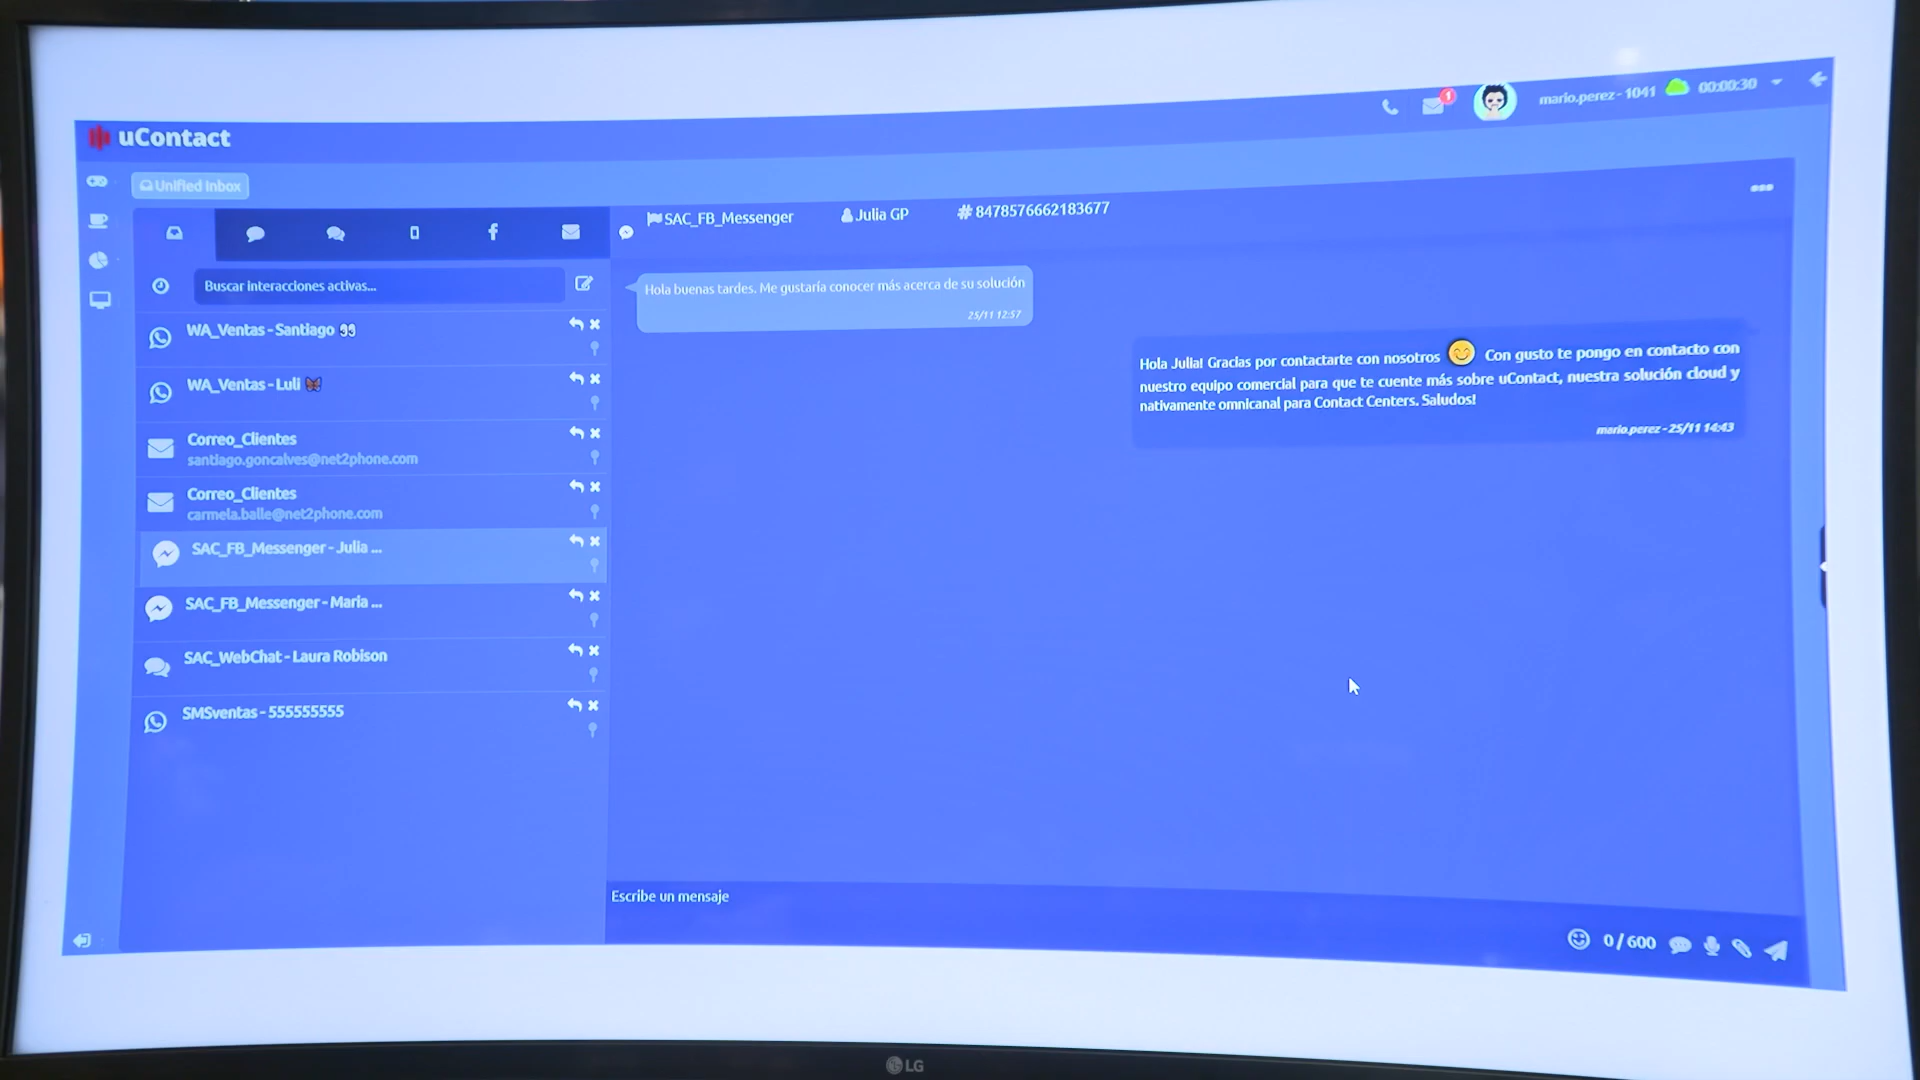 uContact
1
mario.perez - 1041 00:00:30
Unified Inbox
SAC_FB_Messenger Julia GP #8478576662183677
Buscar interacciones activas...
WA_Ventas - Santiago 👀
WA_Ventas - Luli 🦋
Correo_Clientes
santiago.goncalves@net2phone.com
Correo_Clientes
carmela.balle@net2phone.com
SAC_FB_Messenger - Julia ...
SAC_FB_Messenger - Maria ...
SAC_WebChat - Laura Robison
SMSventas - 555555555
Hola buenas tardes. Me gustaría conocer más acerca de su solución
25/11 12:57
Hola Julia! Gracias por contactarte con nosotros 😊 Con gusto te pongo en contacto con
nuestro equipo comercial para que te cuente más sobre uContact, nuestra solución cloud y
nativamente omnicanal para Contact Centers. Saludos!
mario.perez - 25/11 14:43
Escribe un mensaje
0 / 600
LG